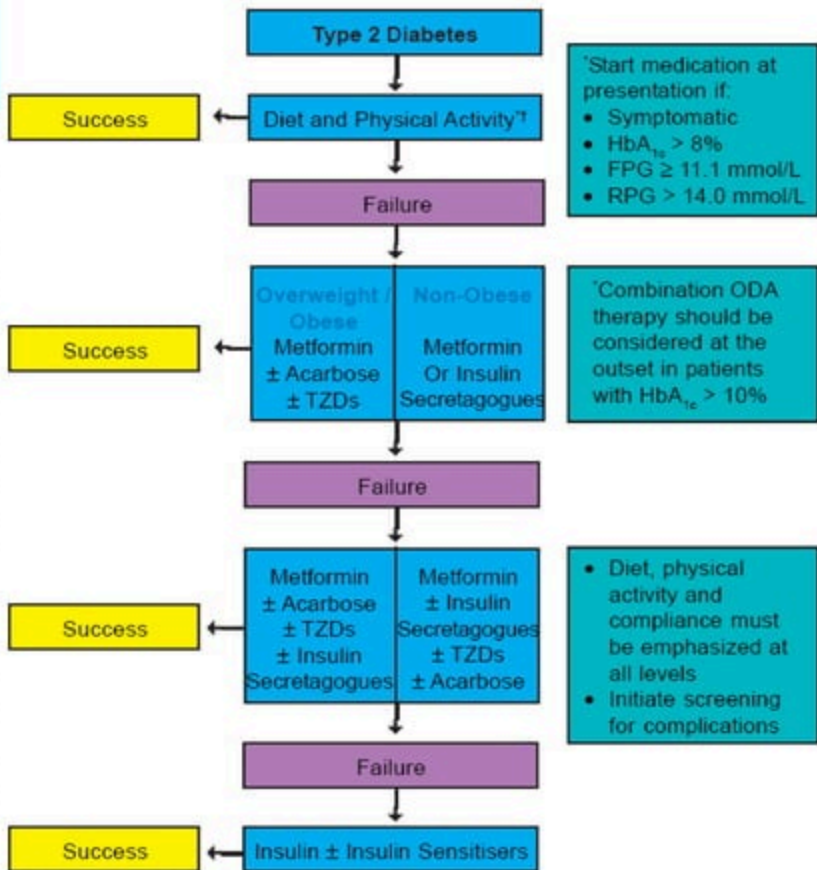 Type 2 Diabetes
Success
Diet and Physical Activity*†
*Start medication at
presentation if:
• Symptomatic
• HbA1c > 8%
• FPG ≥ 11.1 mmol/L
• RPG > 14.0 mmol/L
Failure
Success
Overweight /
Obese
Metformin
± Acarbose
± TZDs
Non-Obese
Metformin
Or Insulin
Secretagogues
†Combination ODA
therapy should be
considered at the
outset in patients
with HbA1c > 10%
Failure
Success
Metformin
± Acarbose
± TZDs
± Insulin
Secretagogues
Metformin
± Insulin
Secretagogues
± TZDs
± Acarbose
• Diet, physical
activity and
compliance must
be emphasized at
all levels
• Initiate screening
for complications
Failure
Success
Insulin ± Insulin Sensitisers